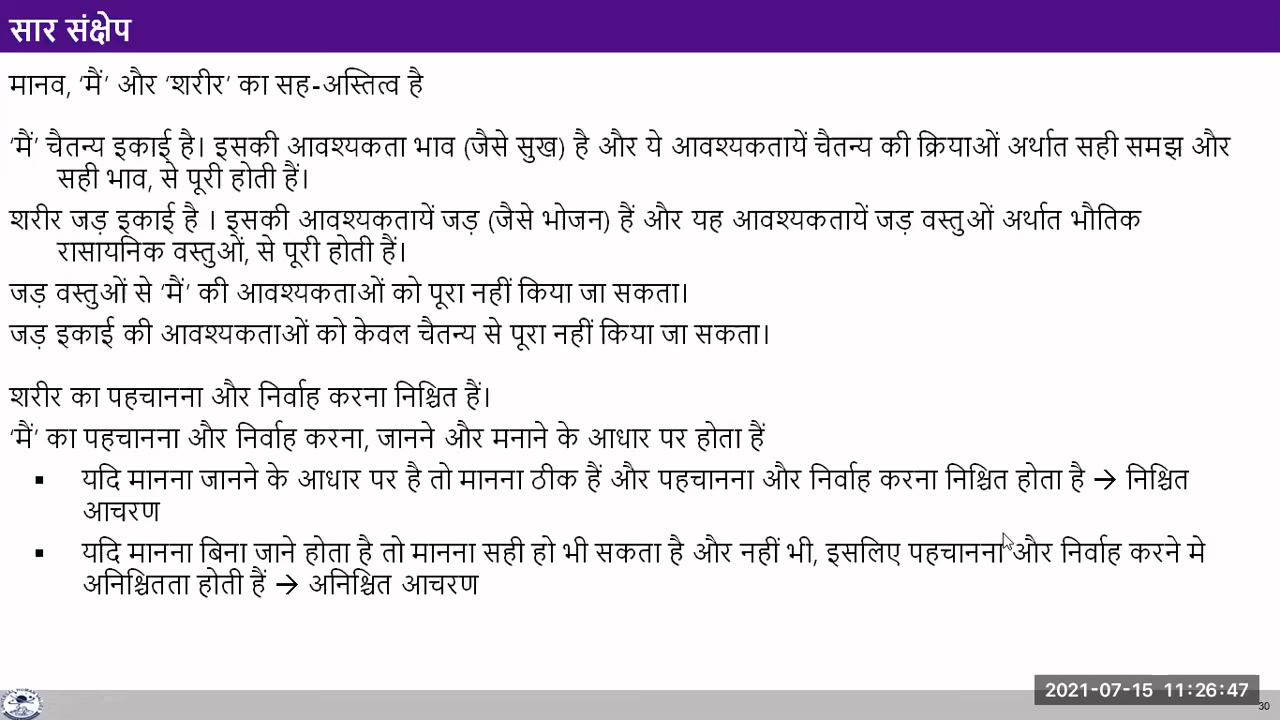 सार संक्षेप
मानव, ‘मैं’ और ‘शरीर’ का सह-अस्तित्व है
‘मैं’ चैतन्य इकाई है। इसकी आवश्यकता भाव (जैसे सुख) है और ये आवश्यकतायें चैतन्य की क्रियाओं अर्थात सही समझ और
सही भाव, से पूरी होती हैं।
शरीर जड़ इकाई है । इसकी आवश्यकतायें जड़ (जैसे भोजन) हैं और यह आवश्यकतायें जड़ वस्तुओं अर्थात भौतिक
रासायनिक वस्तुओं, से पूरी होती हैं।
जड़ वस्तुओं से ‘मैं’ की आवश्यकताओं को पूरा नहीं किया जा सकता।
जड़ इकाई की आवश्यकताओं को केवल चैतन्य से पूरा नहीं किया जा सकता।
शरीर का पहचानना और निर्वाह करना निश्चित हैं।
‘मैं’ का पहचानना और निर्वाह करना, जानने और मनाने के आधार पर होता हैं
▪ यदि मानना जानने के आधार पर है तो मानना ठीक हैं और पहचानना और निर्वाह करना निश्चित होता है → निश्चित
आचरण
▪ यदि मानना बिना जाने होता है तो मानना सही हो भी सकता है और नहीं भी, इसलिए पहचानना और निर्वाह करने मे
अनिश्चितता होती हैं → अनिश्चित आचरण
2021-07-15 11:26:47
30